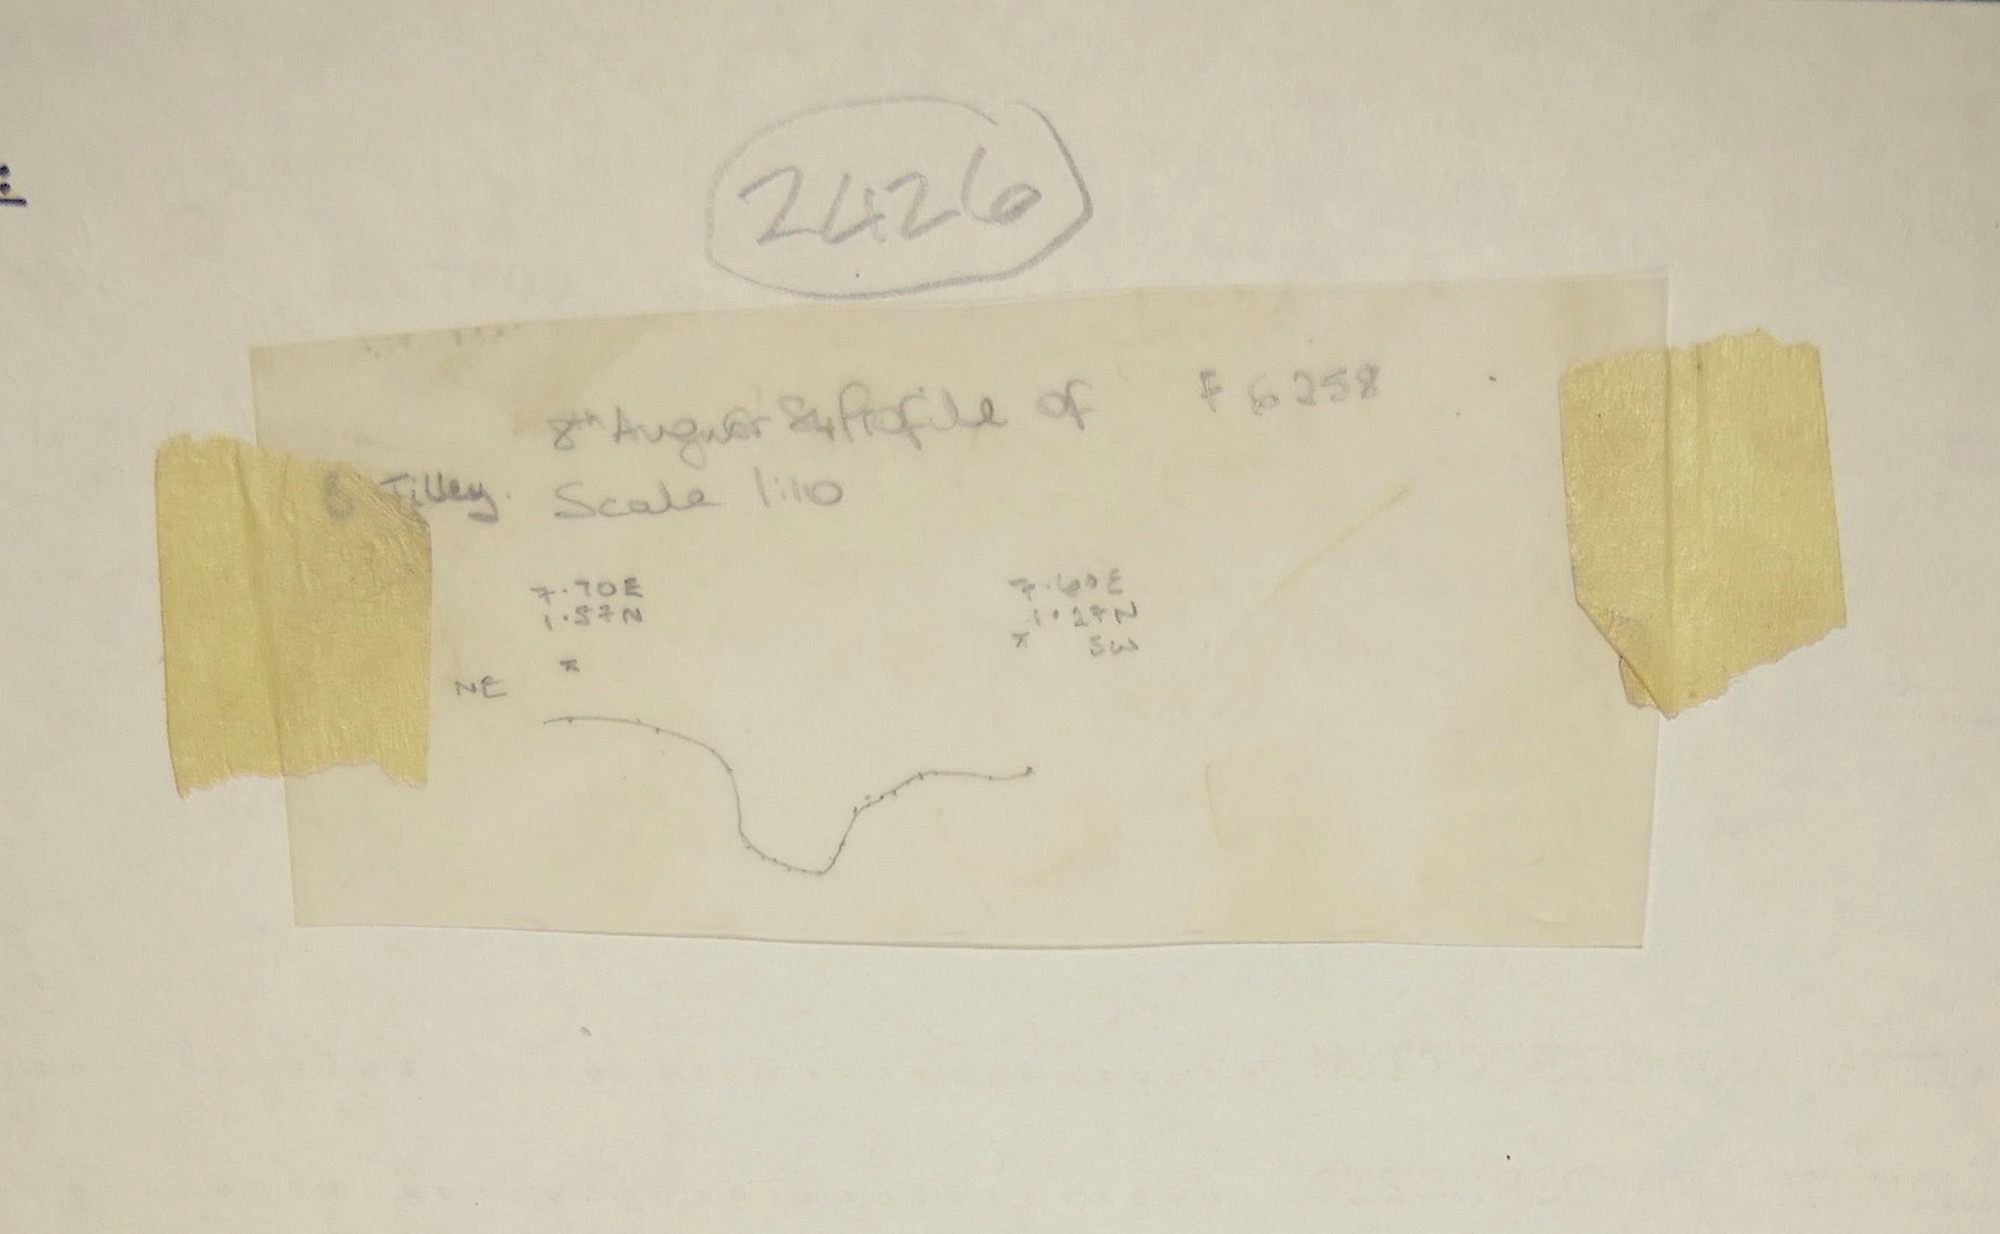 2426
8th August 84 Profile of F 6258
Tilley. Scale 1:10
7.70E 7.60E
1.57N 1.27N
x x SW
NE